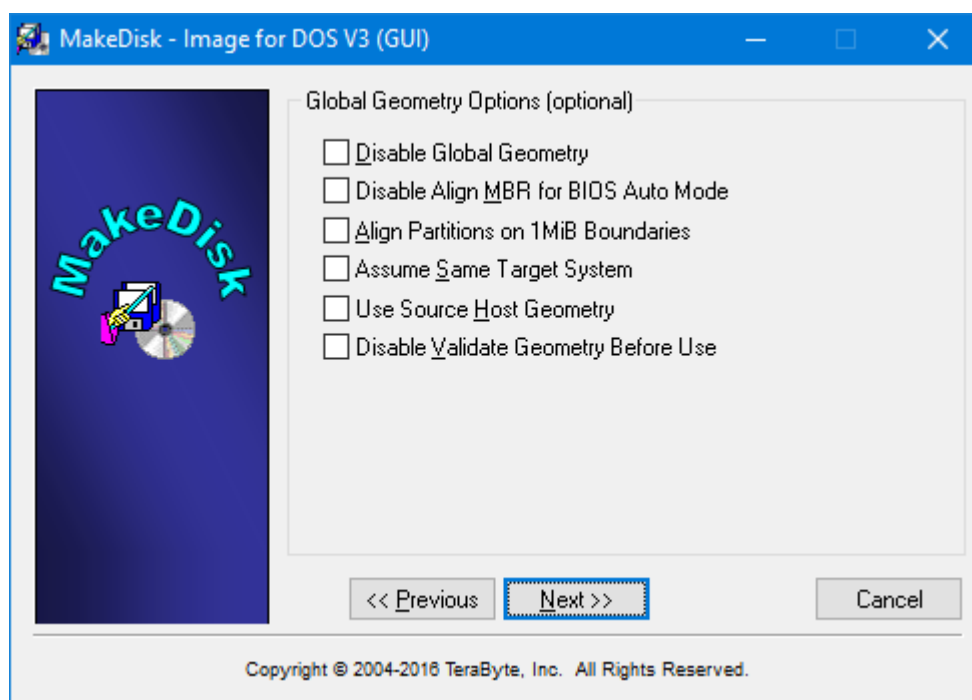 MakeDisk - Image for DOS V3 (GUI)
MakeDisk
Global Geometry Options (optional)
Disable Global Geometry
Disable Align MBR for BIOS Auto Mode
Align Partitions on 1MiB Boundaries
Assume Same Target System
Use Source Host Geometry
Disable Validate Geometry Before Use
<< Previous
Next >>
Cancel
Copyright © 2004-2016 TeraByte, Inc. All Rights Reserved.